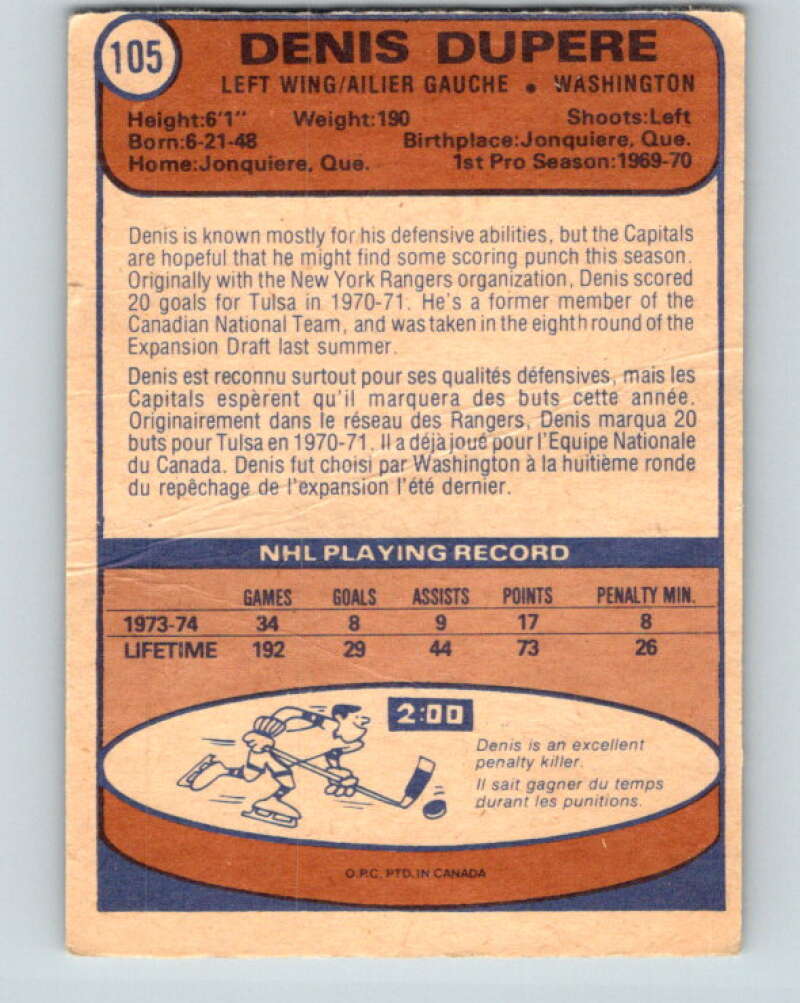 105
DENIS DUPERE
LEFT WING/AILIER GAUCHE • WASHINGTON
Height:6'1" Weight:190 Shoots:Left
Born:6-21-48 Birthplace:Jonquiere, Que.
Home:Jonquiere, Que. 1st Pro Season:1969-70
Denis is known mostly for his defensive abilities, but the Capitals
are hopeful that he might find some scoring punch this season.
Originally with the New York Rangers organization, Denis scored
20 goals for Tulsa in 1970-71. He's a former member of the
Canadian National Team, and was taken in the eighth round of the
Expansion Draft last summer.
Denis est reconnu surtout pour ses qualités défensives, mais les
Capitals espèrent qu'il marquera des buts cette année.
Originairement dans le réseau des Rangers, Denis marqua 20
buts pour Tulsa en 1970-71. Il a déjà joué pour l'Equipe Nationale
du Canada. Denis fut choisi par Washington à la huitième ronde
du repêchage de l'expansion l'été dernier.
NHL PLAYING RECORD
GAMES GOALS ASSISTS POINTS PENALTY MIN.
1973-74 34 8 9 17 8
LIFETIME 192 29 44 73 26
2:00
Denis is an excellent
penalty killer.
Il sait gagner du temps
durant les punitions.
O.P.C. PTD. IN CANADA